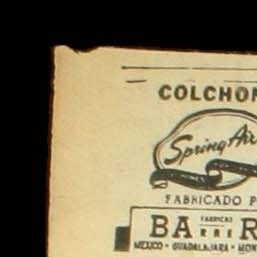 COLCHON
Spring Air
FABRICADO P
FABRICAS
BA R
MEXICO · GUADALAJARA · MON